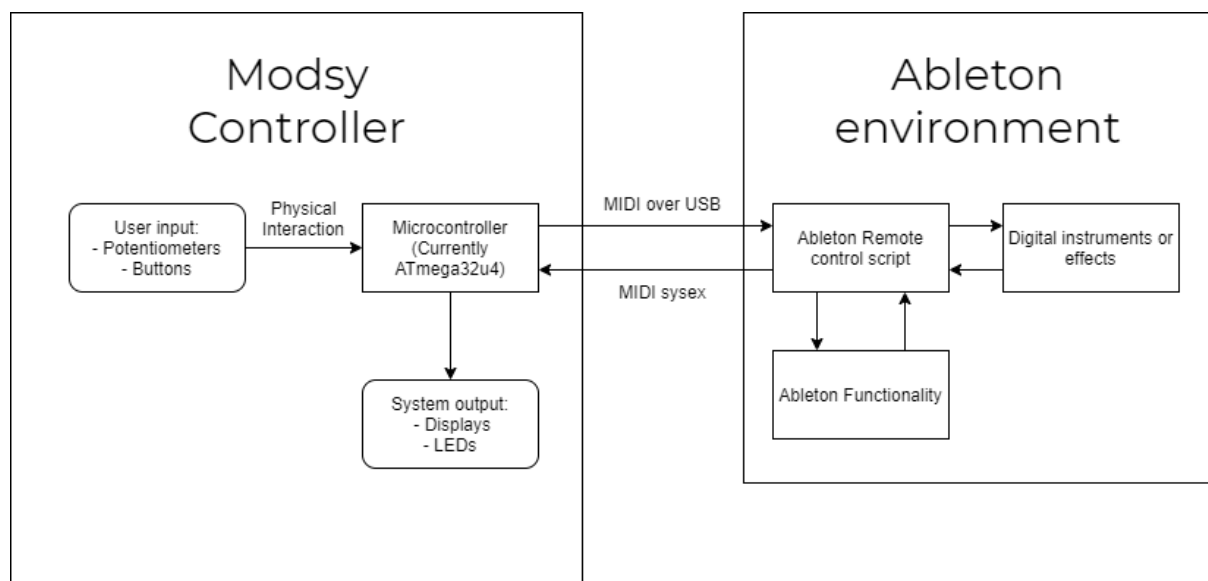 Modsy
Controller
Ableton
environment
User input:
- Potentiometers
- Buttons
Physical
Interaction
Microcontroller
(Currently
ATmega32u4)
MIDI over USB
MIDI sysex
Ableton Remote
control script
Digital instruments or
effects
System output:
- Displays
- LEDs
Ableton Functionality